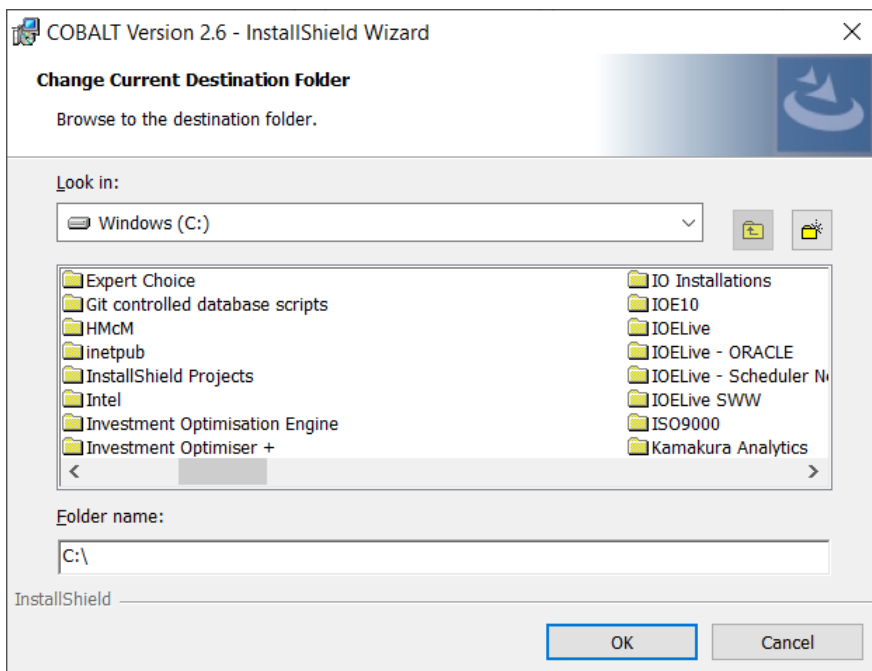 COBALT Version 2.6 - InstallShield Wizard
Change Current Destination Folder
Browse to the destination folder.
Look in:
Windows (C:)
Expert Choice
Git controlled database scripts
HMcM
inetpub
InstallShield Projects
Intel
Investment Optimisation Engine
Investment Optimiser +
IO Installations
IOE10
IOELive
IOELive - ORACLE
IOELive - Scheduler
IOELive SWW
ISO9000
Kamakura Analytics
Folder name:
C:\
InstallShield
OK
Cancel